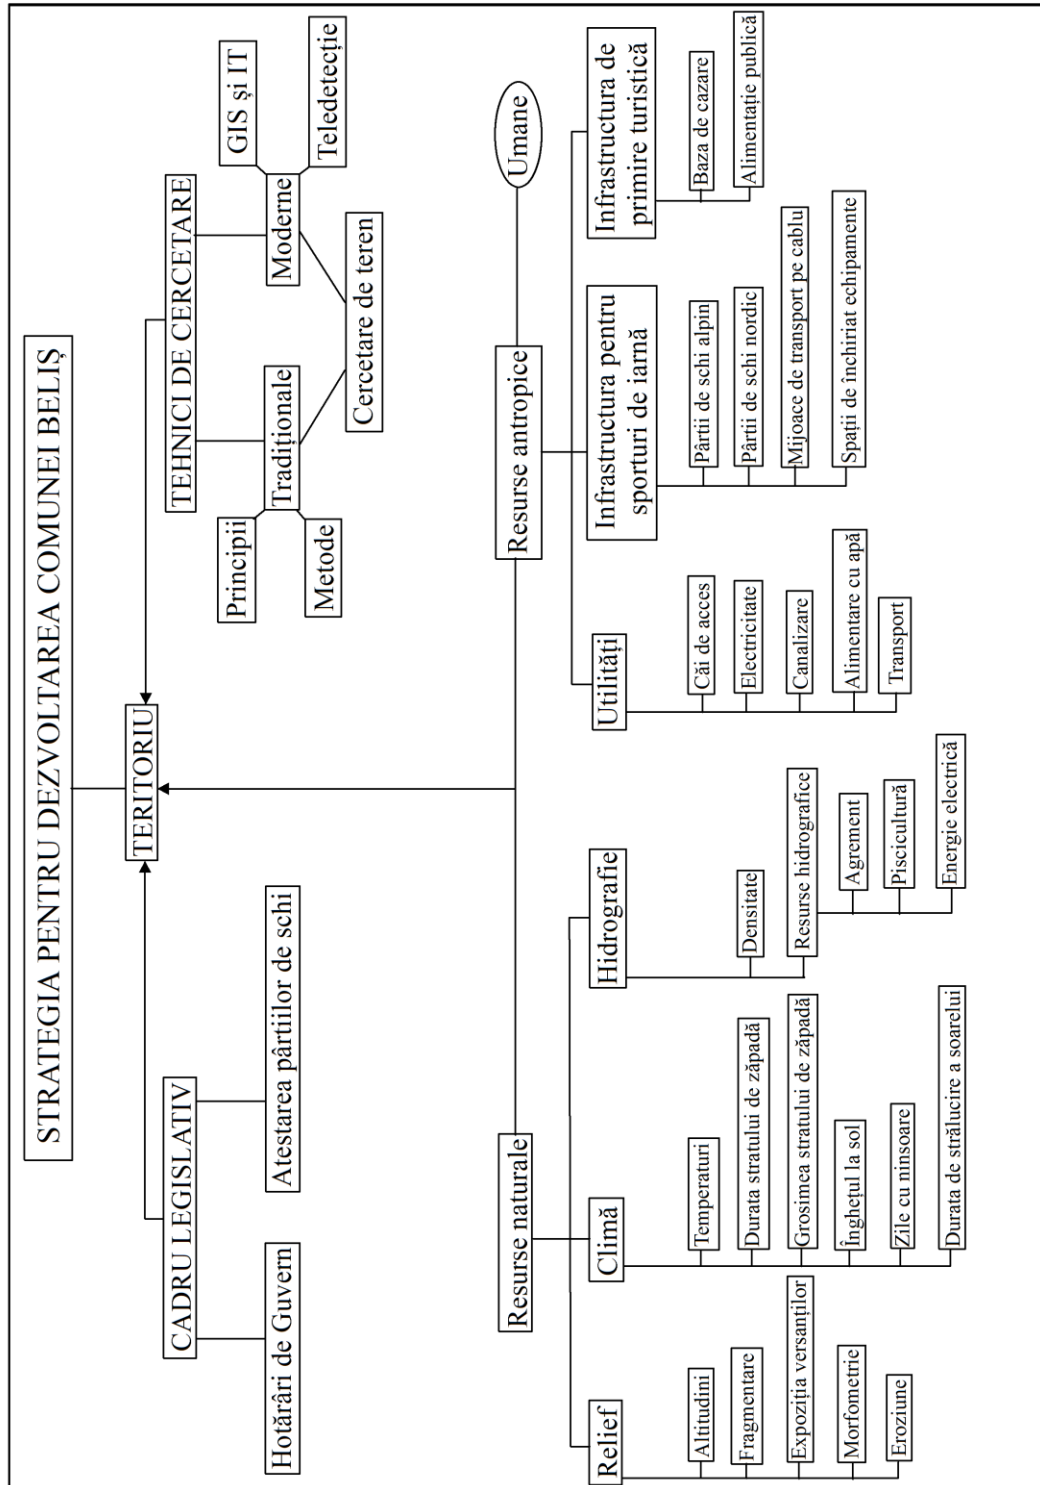 STRATEGIA PENTRU DEZVOLTAREA COMUNEI BELIȘ
TERITORIU
CADRU LEGISLATIV
Hotărâri de Guvern
Atestarea pârtiilor de schi
TEHNICI DE CERCETARE
Tradiționale
Moderne
Principii
Metode
GIS și IT
Teledetecție
Cercetare de teren
Resurse naturale
Relief
Altitudini
Fragmentare
Expoziția versanților
Morfometrie
Eroziune
Climă
Temperaturi
Durata stratului de zăpadă
Grosimea stratului de zăpadă
Înghețul la sol
Zile cu ninsoare
Durata de strălucire a soarelui
Hidrografie
Densitate
Resurse hidrografice
Agrement
Piscicultură
Energie electrică
Resurse antropice
Umane
Utilități
Căi de acces
Electricitate
Canalizare
Alimentare cu apă
Transport
Infrastructura pentru
sporturi de iarnă
Pârtii de schi alpin
Pârtii de schi nordic
Mijoace de transport pe cablu
Spații de închiriat echipamente
Infrastructura de
primire turistică
Baza de cazare
Alimentație publică